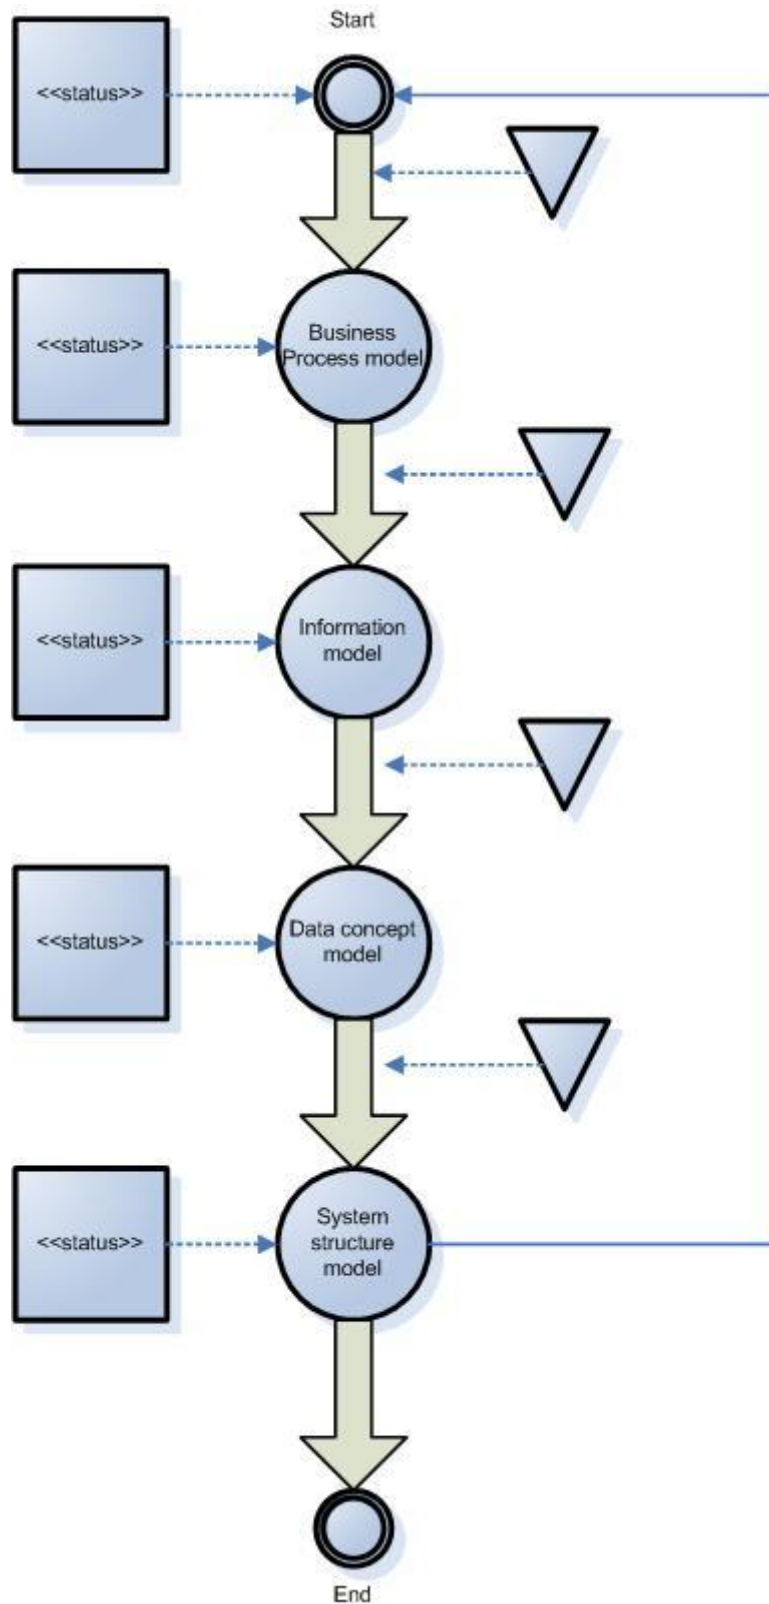 Start
<<status>>
<<status>>
Business
Process model
<<status>>
Information
model
<<status>>
Data concept
model
<<status>>
System
structure
model
End